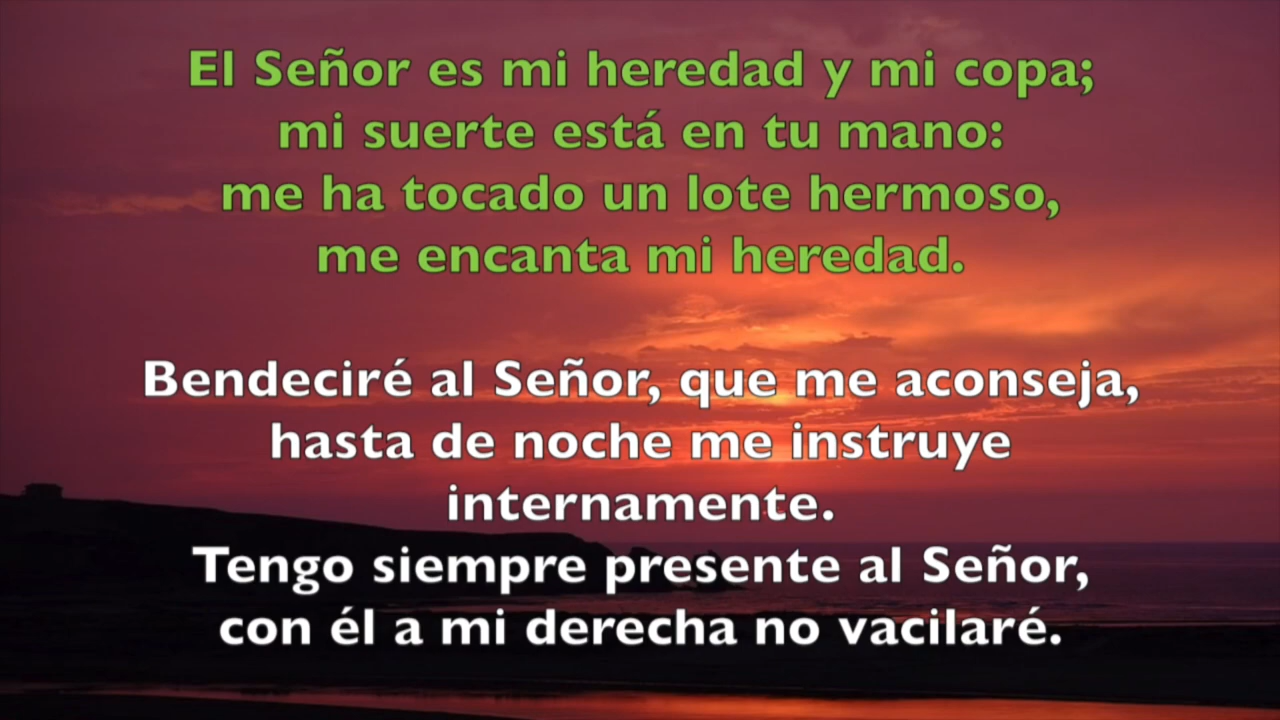 El Señor es mi heredad y mi copa;
mi suerte está en tu mano:
me ha tocado un lote hermoso,
me encanta mi heredad.
Bendeciré al Señor, que me aconseja,
hasta de noche me instruye
internamente.
Tengo siempre presente al Señor,
con él a mi derecha no vacilaré.